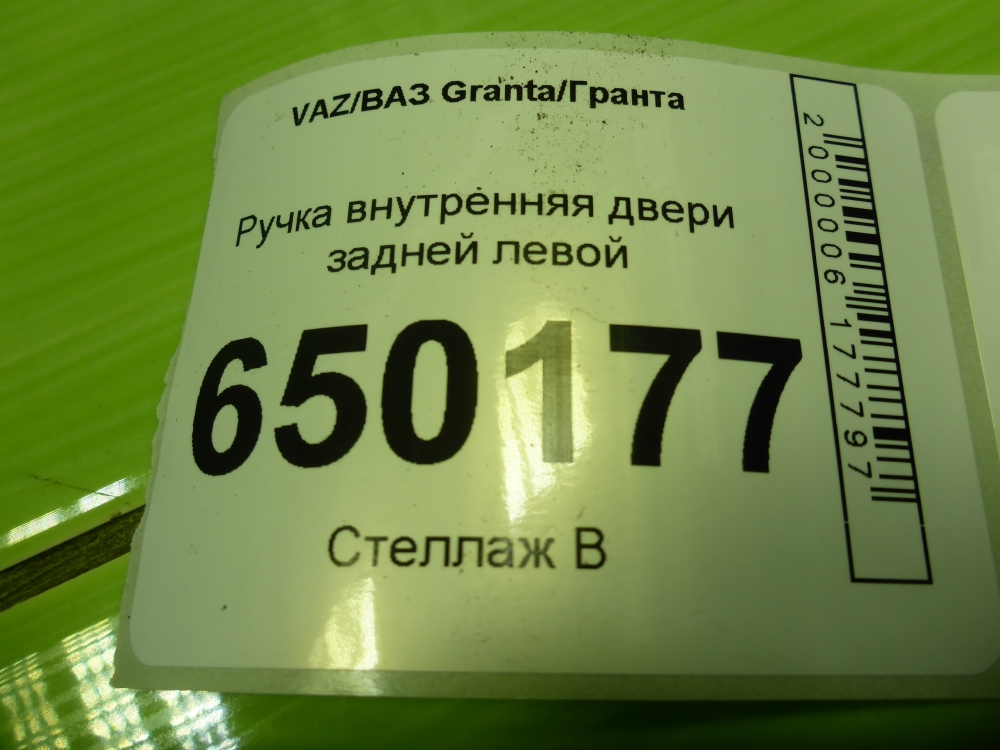 VAZ/ВАЗ Granta/Гранта
Ручка внутренняя двери
задней левой
650177
Стеллаж В
2000006177797